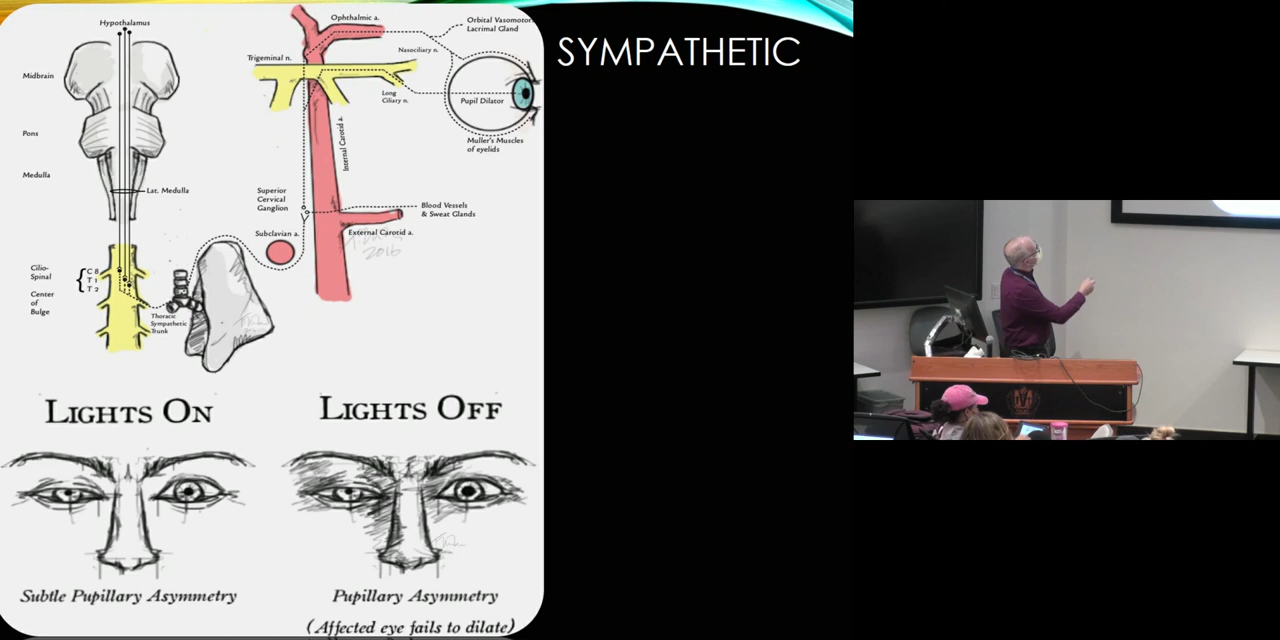 SYMPATHETIC
Hypothalamus
Midbrain
Pons
Medulla
Lat. Medulla
Cilio-
Spinal
Center
of
Bulge
C 8
T 1
T 2
Thoracic
Sympathetic
Trunk
Ophthalmic a.
Orbital Vasomotor
Lacrimal Gland
Nasociliary n.
Trigeminal n.
Long
Ciliary n.
Pupil Dilator
Muller's Muscles
of eyelids
Internal Carotid a.
Superior
Cervical
Ganglion
Blood Vessels
& Sweat Glands
Subclavian a.
External Carotid a.
2016
LIGHTS ON
LIGHTS OFF
Subtle Pupillary Asymmetry
Pupillary Asymmetry
(Affected eye fails to dilate)